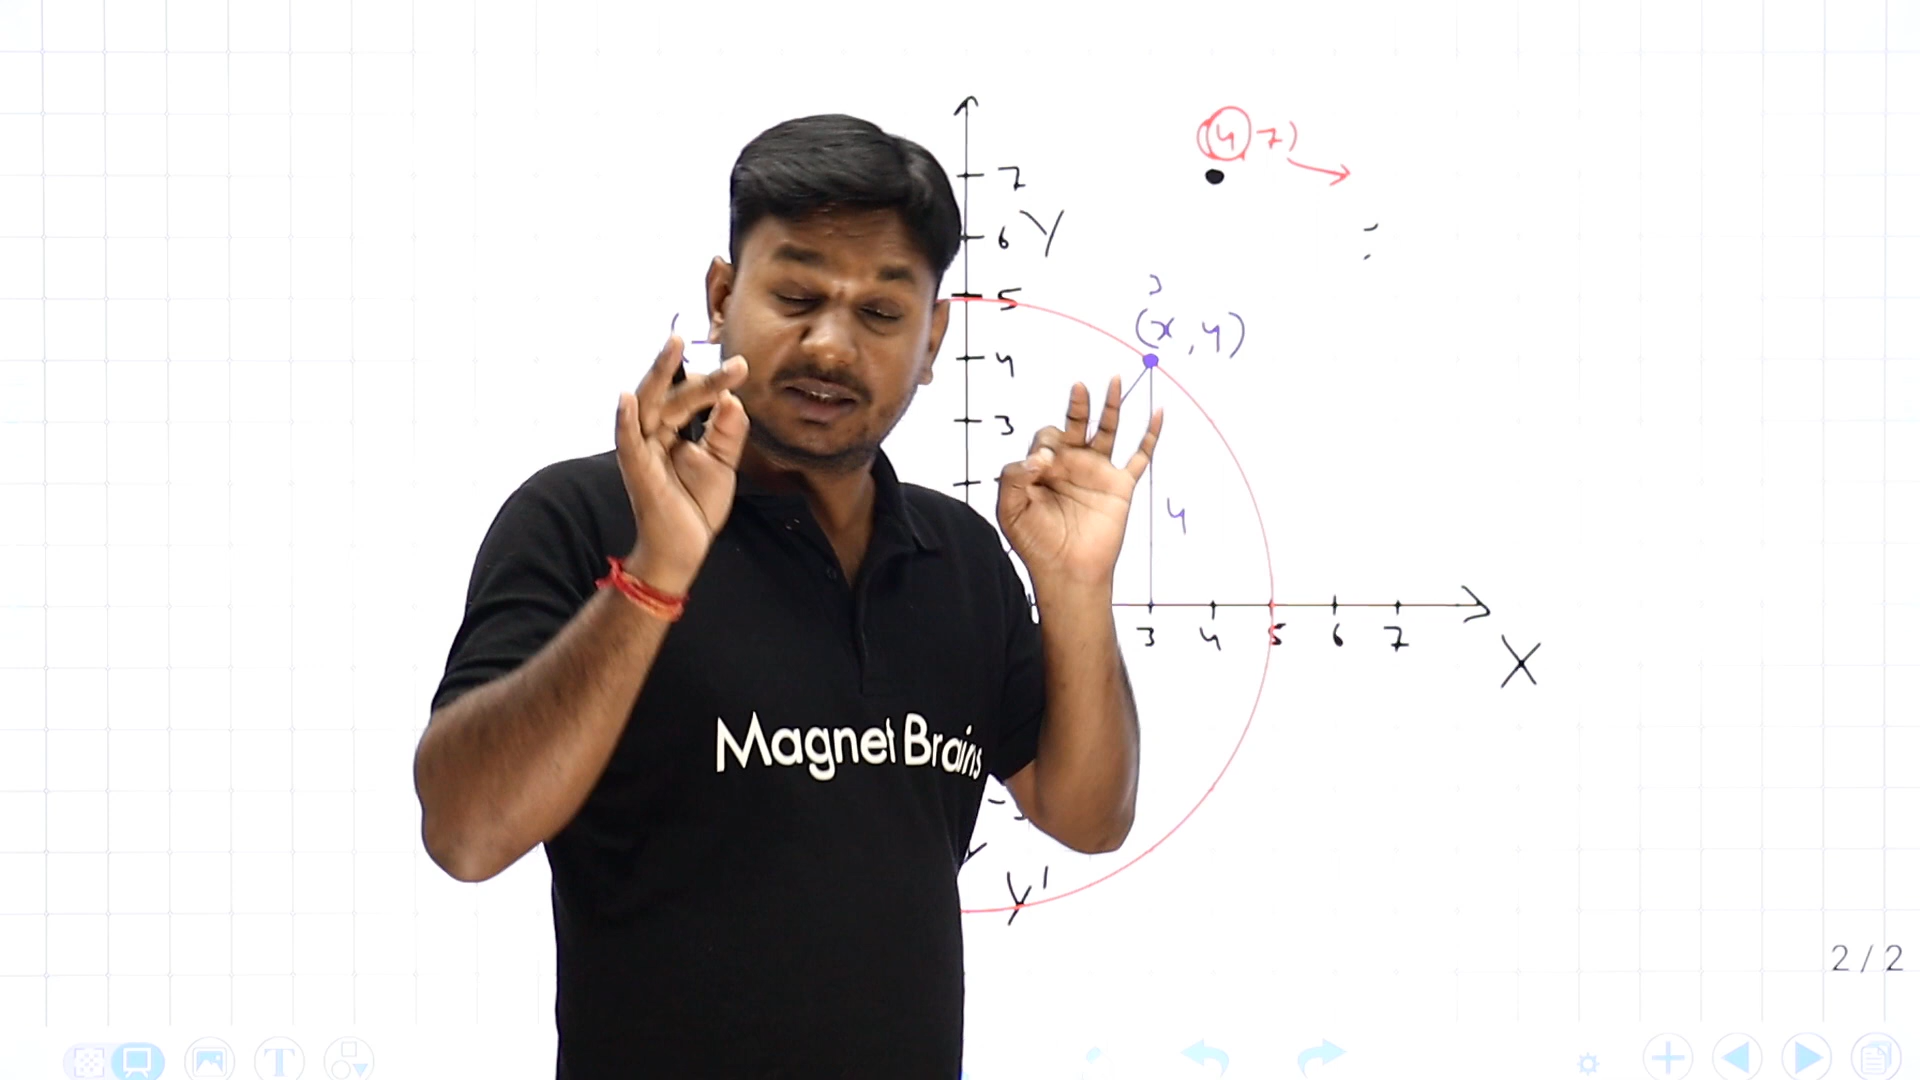 (4, 7)
7
6 Y
5
(x, y)
4
3
4
3 4 5 6 7
X
Magnet Brains
Y'
2 / 2
T